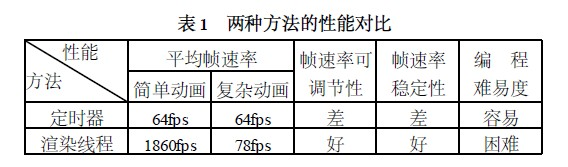 表1 两种方法的性能对比
性能
方法
平均帧速率
简单动画 复杂动画
帧速率可
调节性
帧速率
稳定性
编 程
难易度
定时器 64fps 64fps 差 差 容易
渲染线程 1860fps 78fps 好 好 困难